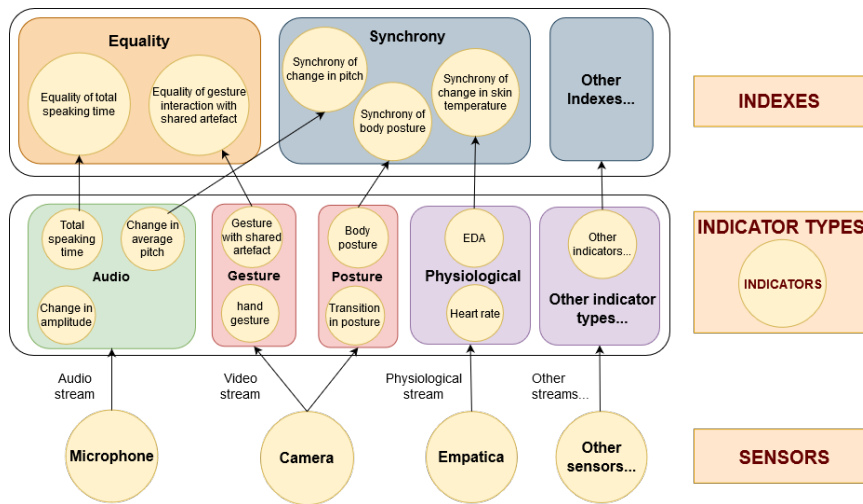 Equality
Synchrony
Equality of total
speaking time
Equality of gesture
interaction with
shared artefact
Synchrony of
change in pitch
Synchrony of
body posture
Synchrony
of change in skin
temperature
Other
Indexes...
INDEXES
Total
speaking
time
Change in
average
pitch
Audio
Change in
amplitude
Gesture
with shared
artefact
Gesture
hand
gesture
Body
posture
Posture
Transition
in posture
EDA
Physiological
Heart rate
Other
indicators...
Other indicator
types...
INDICATOR TYPES
INDICATORS
Audio
stream
Video
stream
Physiological
stream
Other
streams...
Microphone
Camera
Empatica
Other
sensors...
SENSORS